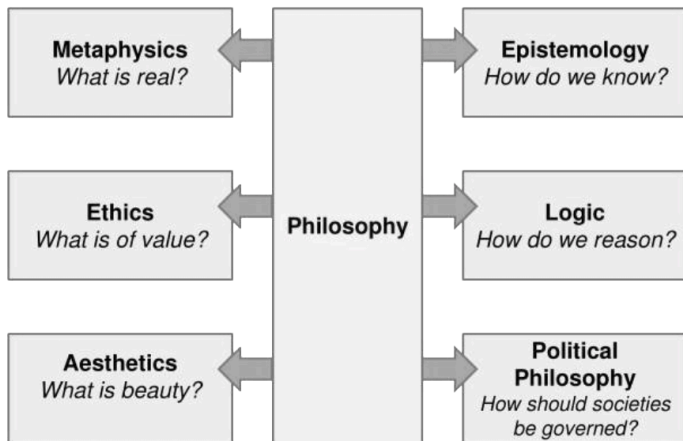 Metaphysics
What is real?
Epistemology
How do we know?
Ethics
What is of value?
Philosophy
Logic
How do we reason?
Aesthetics
What is beauty?
Political
Philosophy
How should societies
be governed?